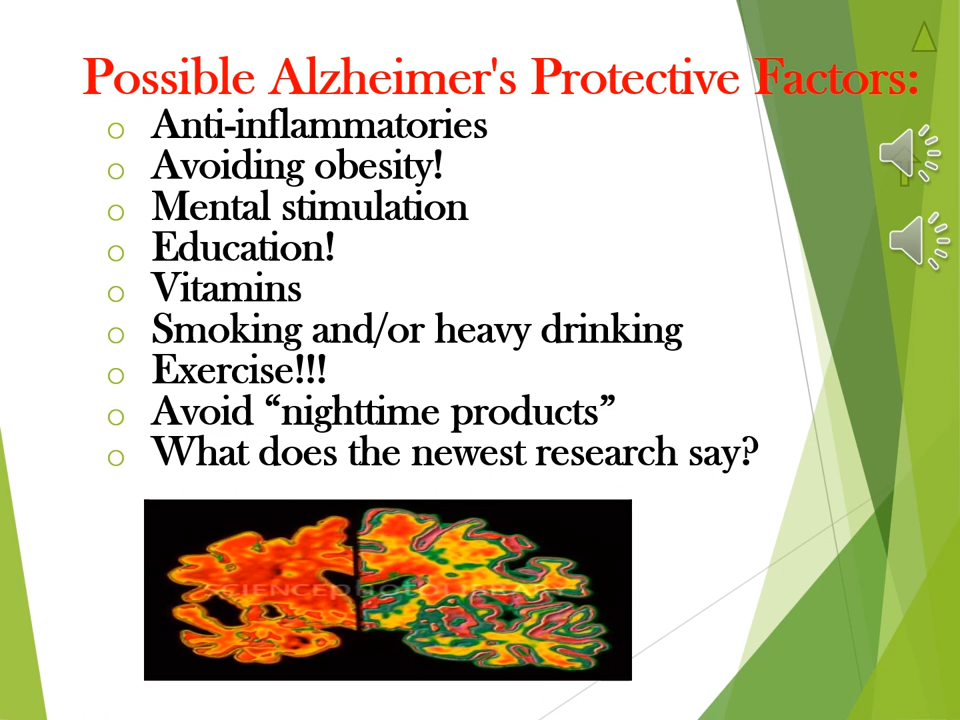 Possible Alzheimer's Protective Factors:
Anti-inflammatories
Avoiding obesity!
Mental stimulation
Education!
Vitamins
Smoking and/or heavy drinking
Exercise!!!
Avoid “nighttime products”
What does the newest research say?
SCIENCEPHOTOLIBRARY